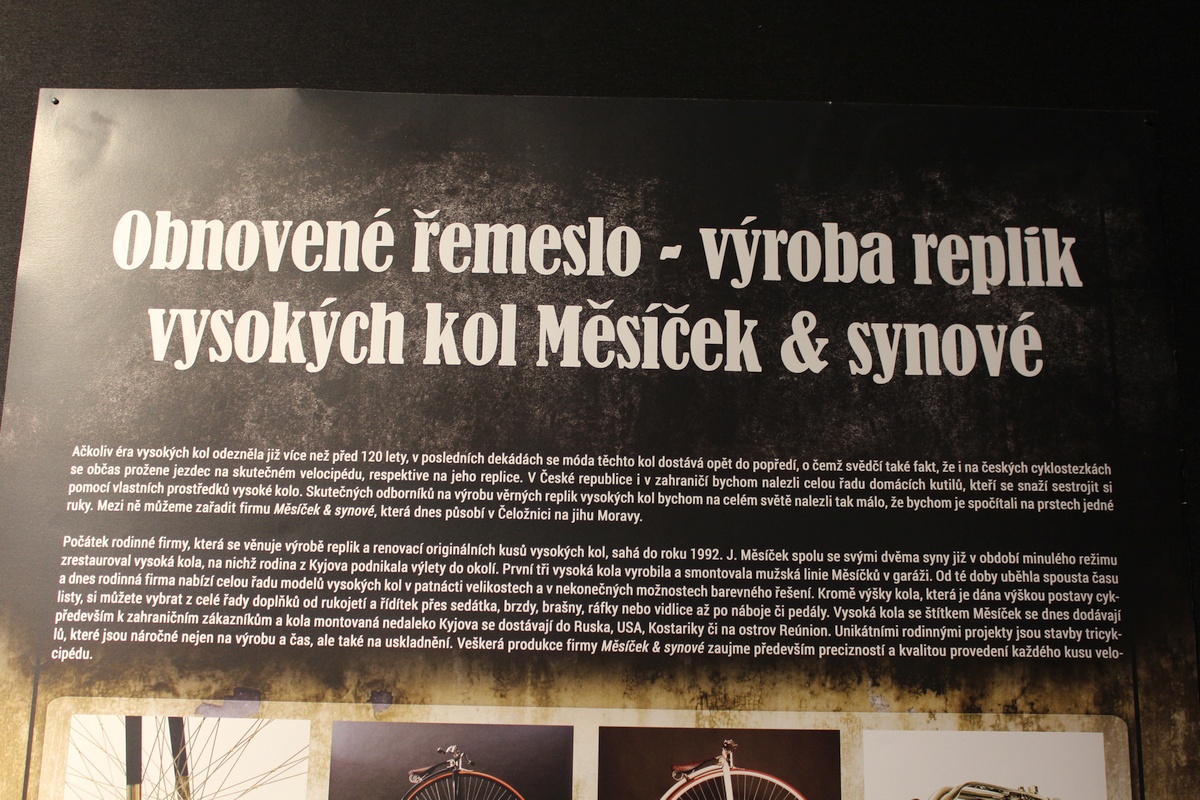 Obnovené řemeslo - výroba replik
vysokých kol Měsíček & synové
Ačkoliv éra vysokých kol odezněla již více než před 120 lety, v posledních dekádách se móda těchto kol dostává opět do popředí, o čemž svědčí také fakt, že i na českých cyklostezkách
se občas prožene jezdec na skutečném velocipédu, respektive na jeho replice. V České republice i v zahraničí bychom nalezli celou řadu domácích kutilů, kteří se snaží sestrojit si
pomocí vlastních prostředků vysoké kolo. Skutečných odborníků na výrobu věrných replik vysokých kol bychom na celém světě nalezli tak málo, že bychom je spočítali na prstech jedné
ruky. Mezi ně můžeme zařadit firmu Měsíček & synové, která dnes působí v Čeložnici na jihu Moravy.
Počátek rodinné firmy, která se věnuje výrobě replik a renovací originálních kusů vysokých kol, sahá do roku 1992. J. Měsíček spolu se svými dvěma syny již v období minulého režimu
zrestauroval vysoká kola, na nichž rodina z Kyjova podnikala výlety do okolí. První tři vysoká kola vyrobila a smontovala mužská linie Měsíčků v garáži. Od té doby uběhla spousta času
a dnes rodinná firma nabízí celou řadu modelů vysokých kol v patnácti velikostech a v nekonečných možnostech barevného řešení. Kromě výšky kola, která je dána výškou postavy cyk-
listy, si můžete vybrat z celé řady doplňků od rukojetí a řídítek přes sedátka, brzdy, brašny, ráfky nebo vidlice až po náboje či pedály. Vysoká kola se štítkem Měsíček se dnes dodávají
především k zahraničním zákazníkům a kola montovaná nedaleko Kyjova se dostávají do Ruska, USA, Kostariky či na ostrov Reúnion. Unikátními rodinnými projekty jsou stavby tricyk-
lů, které jsou náročné nejen na výrobu a čas, ale také na uskladnění. Veškerá produkce firmy Měsíček & synové zaujme především precizností a kvalitou provedení každého kusu velo-
cipédu.